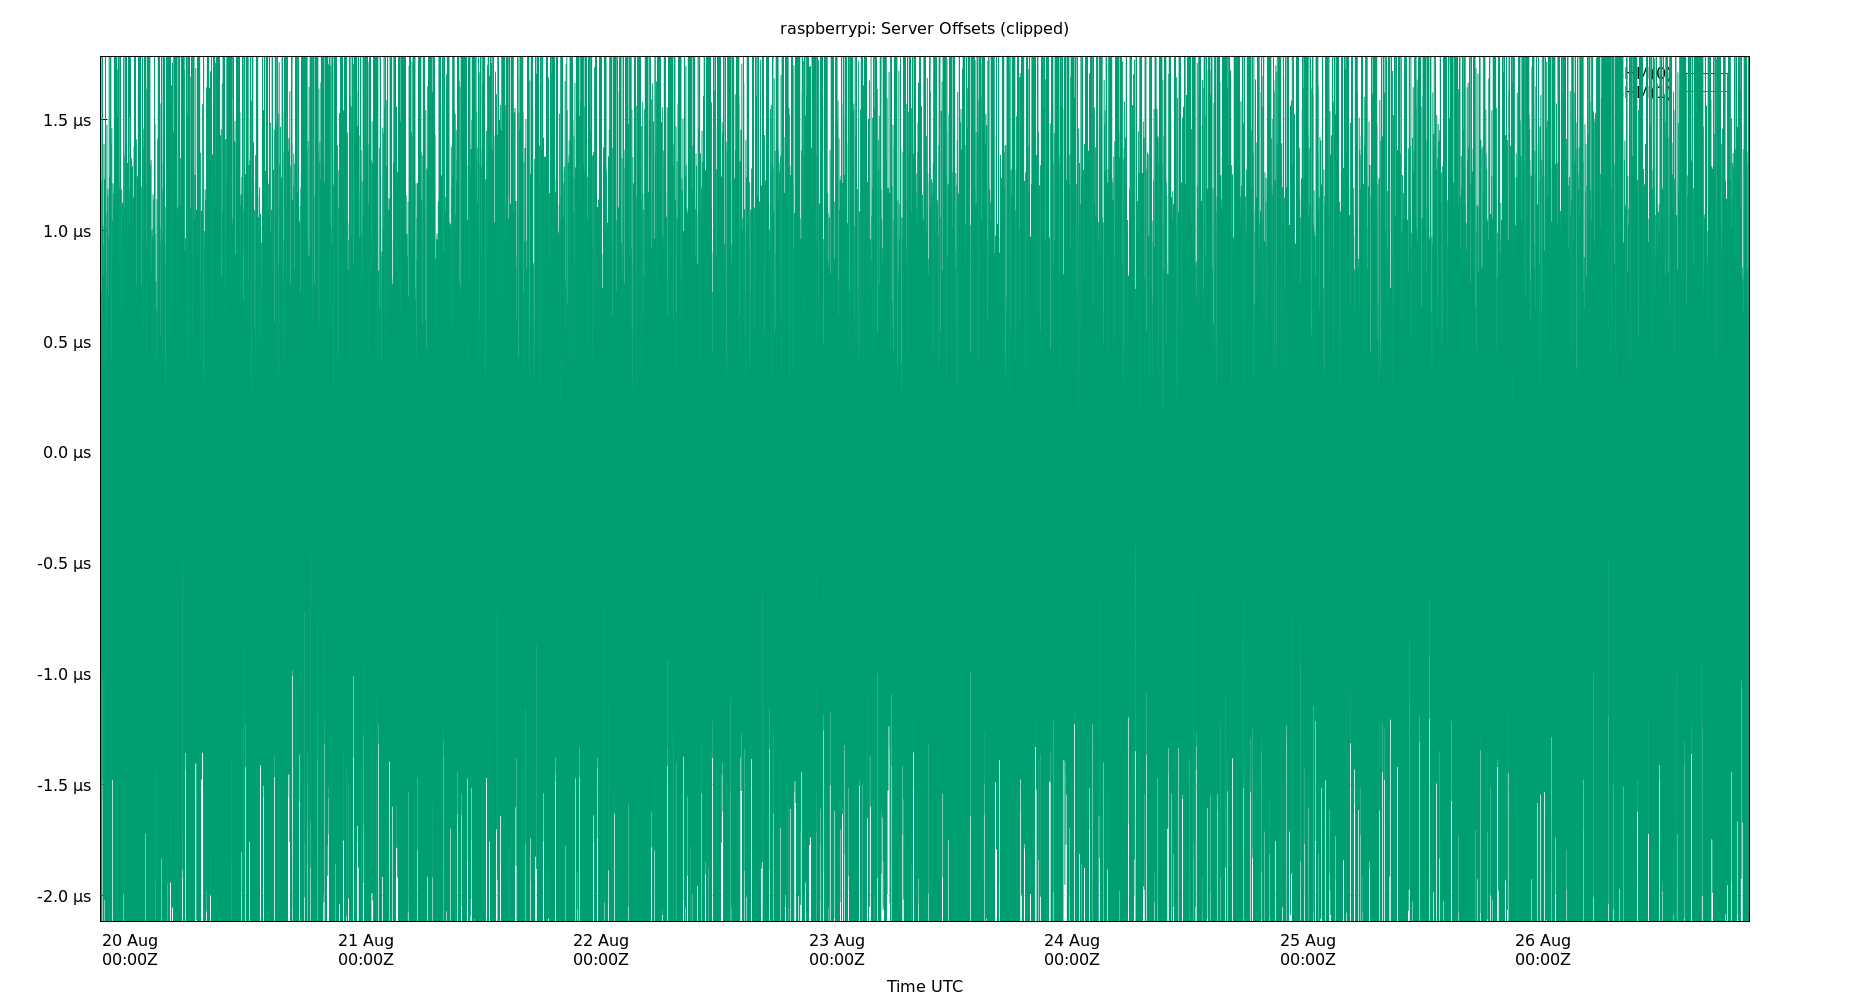 raspberrypi: Server Offsets (clipped)
1.5 µs
1.0 µs
0.5 µs
0.0 µs
-0.5 µs
-1.0 µs
-1.5 µs
-2.0 µs
20 Aug 21 Aug 22 Aug 23 Aug 24 Aug 25 Aug 26 Aug
00:00Z 00:00Z 00:00Z 00:00Z 00:00Z 00:00Z 00:00Z
Time UTC